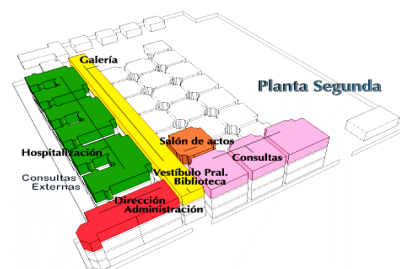 Galería
Planta Segunda
Salón de actos
Hospitalización
Consultas
Consultas
Externas
Vestíbulo Pral.
Biblioteca
Dirección
Administración